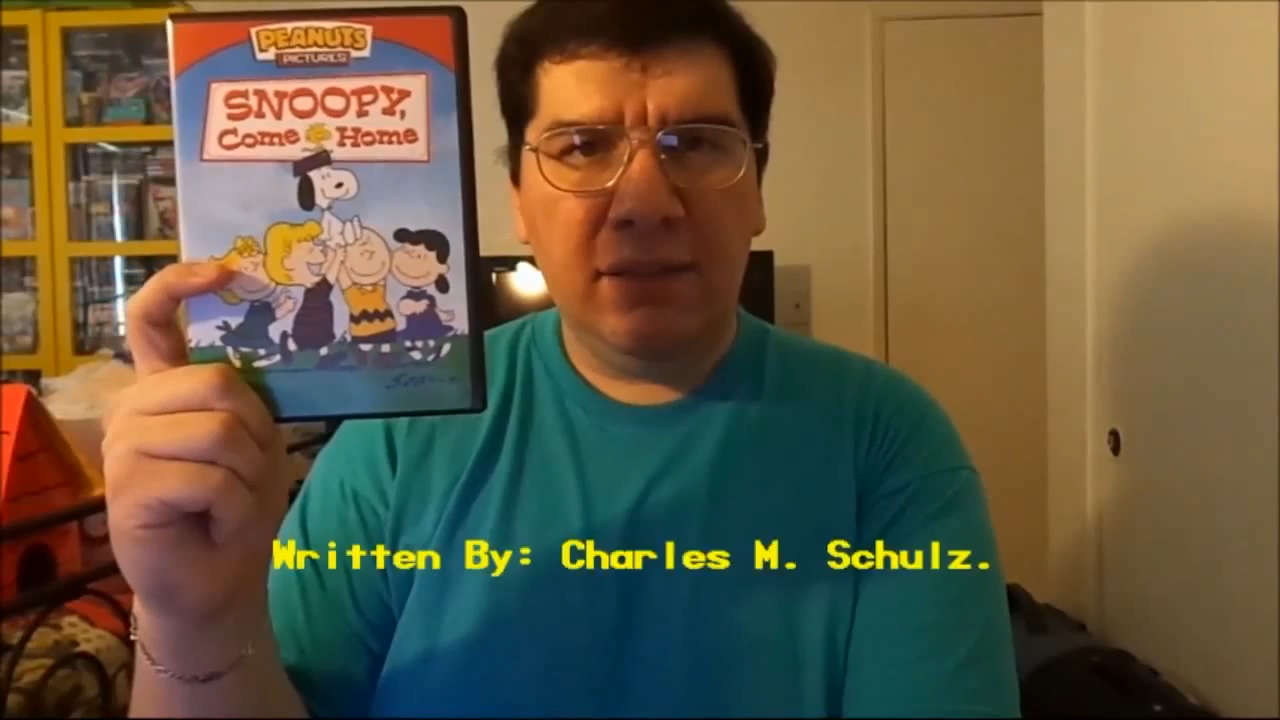 PEANUTS
PICTURES
SNOOPY,
Come Home
Written By: Charles M. Schulz.